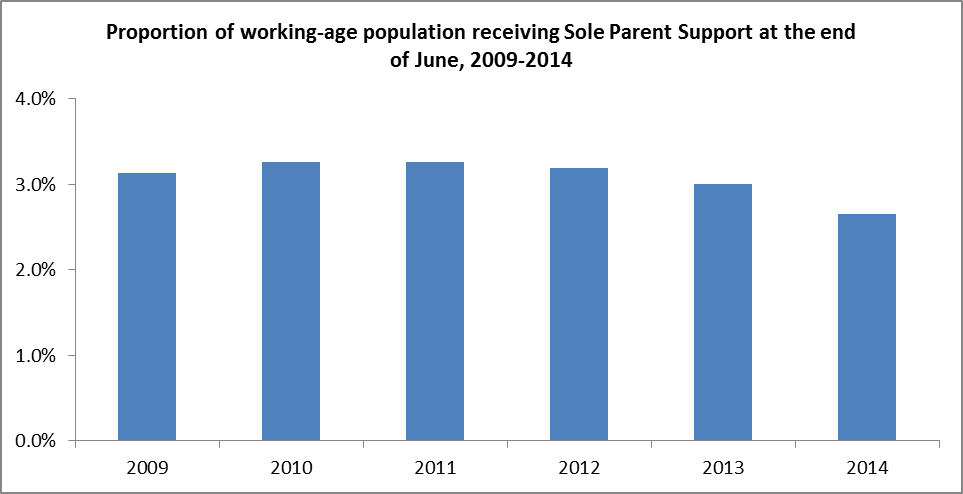 Proportion of working-age population receiving Sole Parent Support at the end
of June, 2009-2014
4.0%
3.0%
2.0%
1.0%
0.0%
2009 2010 2011 2012 2013 2014